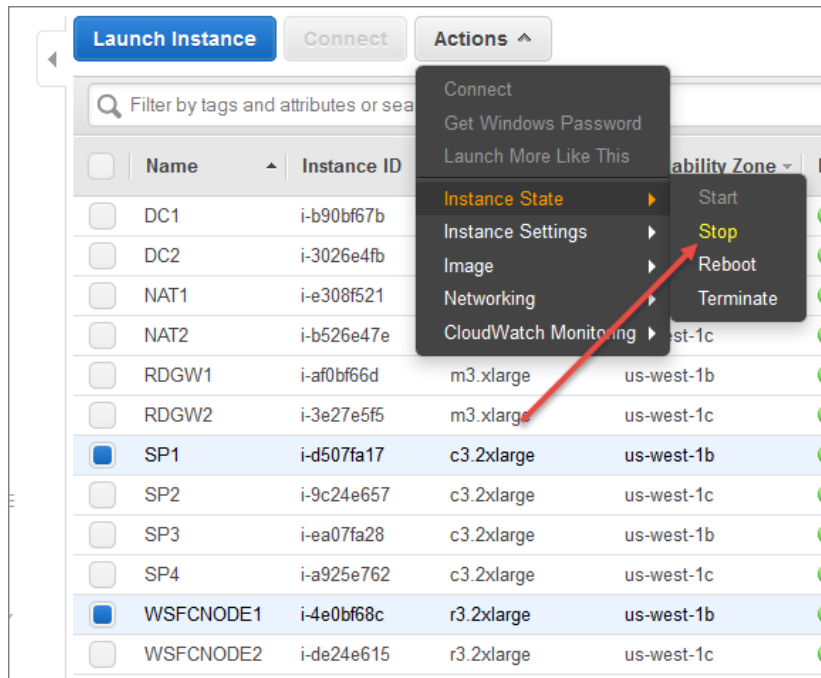 Launch Instance Connect Actions
Filter by tags and attributes or sea
Connect
Get Windows Password
Launch More Like This
Name Instance ID ability Zone
Instance State Start
Instance Settings Stop
Image Reboot
Networking Terminate
CloudWatch Monitoring
DC1 i-b90bf67b
DC2 i-3026e4fb
NAT1 i-e308f521
NAT2 i-b526e47e est-1c
RDGW1 i-af0bf66d m3.xlarge us-west-1b
RDGW2 i-3e27e5f5 m3.xlarge us-west-1c
SP1 i-d507fa17 c3.2xlarge us-west-1b
SP2 i-9c24e657 c3.2xlarge us-west-1c
SP3 i-ea07fa28 c3.2xlarge us-west-1b
SP4 i-a925e762 c3.2xlarge us-west-1c
WSFCNODE1 i-4e0bf68c r3.2xlarge us-west-1b
WSFCNODE2 i-de24e615 r3.2xlarge us-west-1c